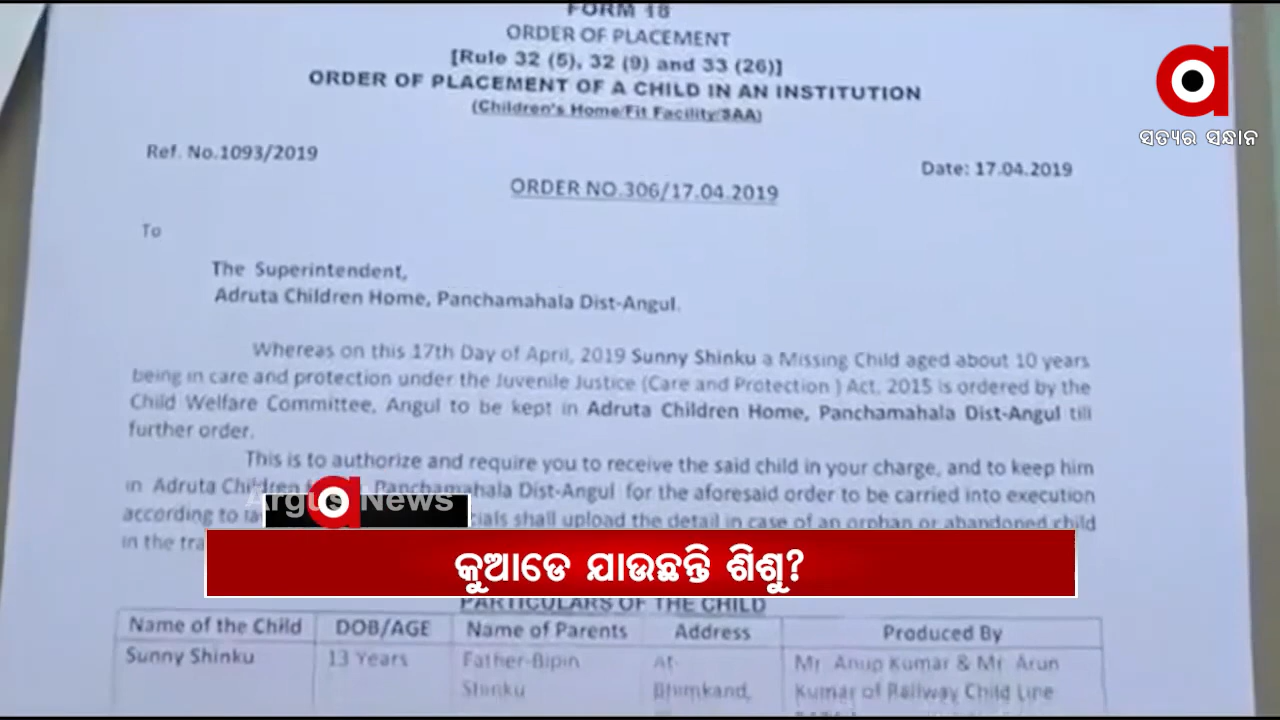 FORM 18
ORDER OF PLACEMENT
[Rule 32 (5), 32 (9) and 33 (26)]
ORDER OF PLACEMENT OF A CHILD IN AN INSTITUTION
(Children's Home/Fit Facility/SAA)
ସତ୍ୟର ସନ୍ଧାନ
Ref. No.1093/2019
Date: 17.04.2019
ORDER NO.306/17.04.2019
To
The Superintendent,
Adruta Children Home, Panchamahala Dist-Angul.
Whereas on this 17th Day of April, 2019 Sunny Shinku a Missing Child aged about 10 years
being in care and protection under the Juvenile Justice (Care and Protection ) Act, 2015 is ordered by the
Child Welfare Committee, Angul to be kept in Adruta Children Home, Panchamahala Dist-Angul till
further order.
This is to authorize and require you to receive the said child in your charge, and to keep him
in Adruta Children Panchamahala Dist-Angul for the aforesaid order to be carried into execution
according to shall upload the detail in case of an orphan or abandoned child
in the
Argus News
କୁଆଡେ ଯାଉଛନ୍ତି ଶିଶୁ?
PARTICULARS OF THE CHILD
Name of the Child DOB/AGE Name of Parents Address Produced By
Sunny Shinku 13 Years Father-Bipin At- Mr. Anup Kumar & Mr. Arun
Shinku Bhimkand, Kumar of Railway Child Line